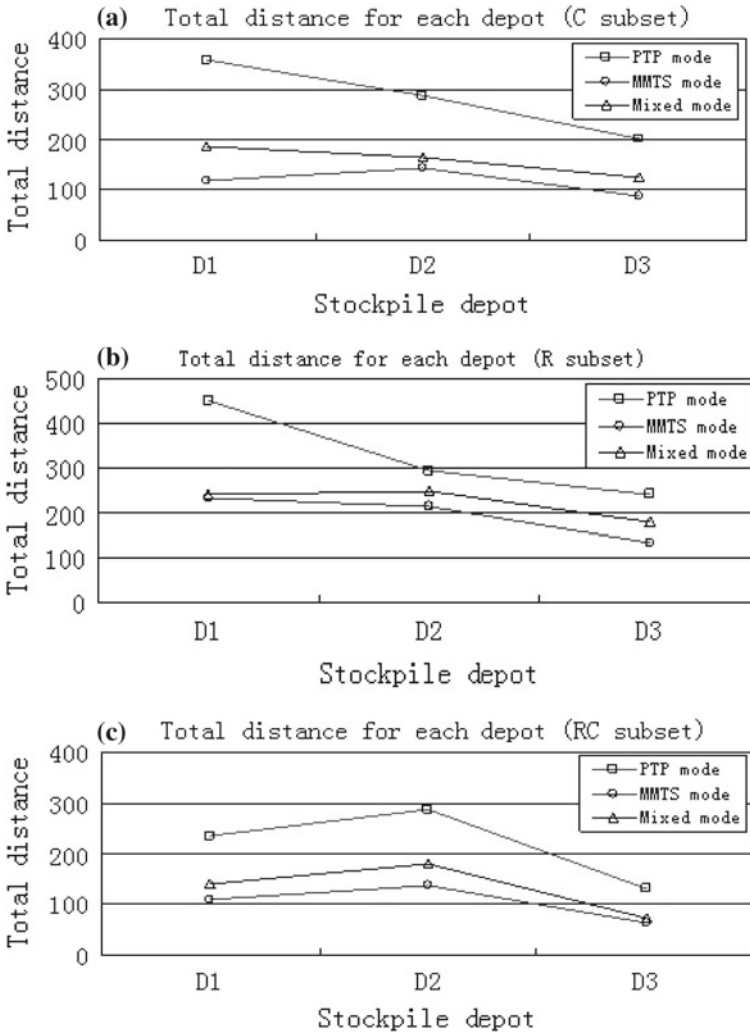 (a) Total distance for each depot (C subset)
400
300
200
100
0
Total distance
PTP mode
MMTS mode
Mixed mode
D1 D2 D3
Stockpile depot
(b) Total distance for each depot (R subset)
500
400
300
200
100
0
Total distance
PTP mode
MMTS mode
Mixed mode
D1 D2 D3
Stockpile depot
(c) Total distance for each depot (RC subset)
400
300
200
100
0
Total distance
PTP mode
MMTS mode
Mixed mode
D1 D2 D3
Stockpile depot